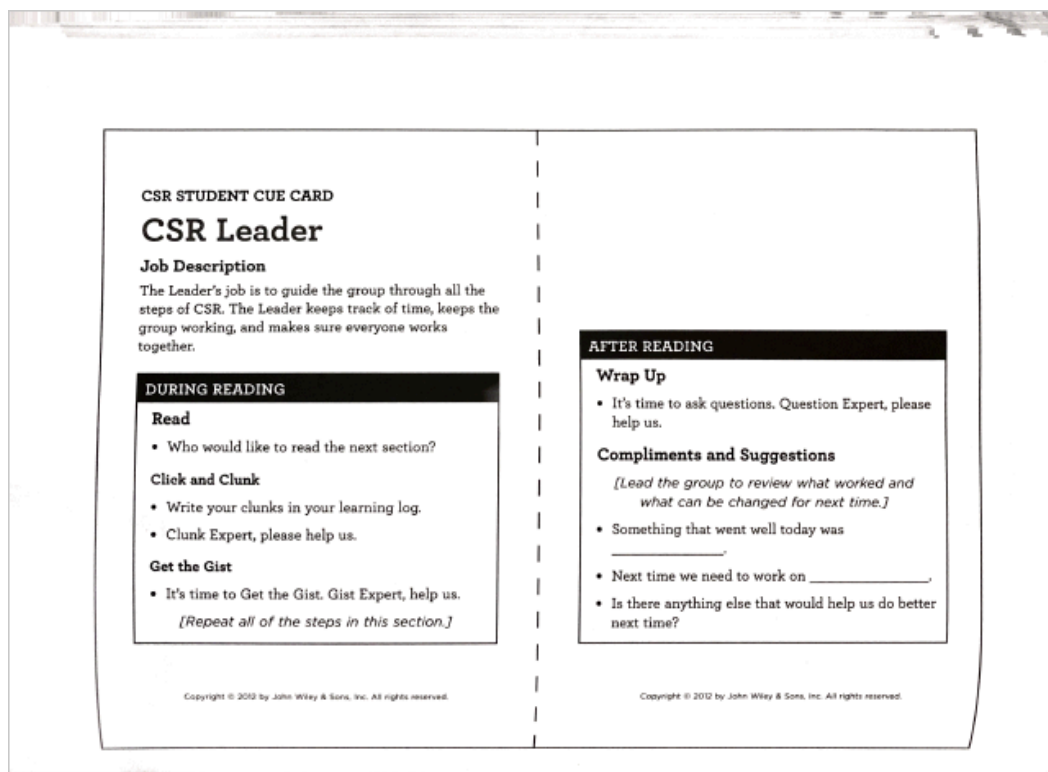 CSR STUDENT CUE CARD
CSR Leader
Job Description
The Leader's job is to guide the group through all the
steps of CSR. The Leader keeps track of time, keeps the
group working, and makes sure everyone works
together.
DURING READING
Read
• Who would like to read the next section?
Click and Clunk
• Write your clunks in your learning log.
• Clunk Expert, please help us.
Get the Gist
• It's time to Get the Gist. Gist Expert, help us.
[Repeat all of the steps in this section.]
Copyright © 2012 by John Wiley & Sons, Inc. All rights reserved.
AFTER READING
Wrap Up
• It's time to ask questions. Question Expert, please
help us.
Compliments and Suggestions
[Lead the group to review what worked and
what can be changed for next time.]
• Something that went well today was
_______________.
• Next time we need to work on ________________.
• Is there anything else that would help us do better
next time?
Copyright © 2012 by John Wiley & Sons, Inc. All rights reserved.